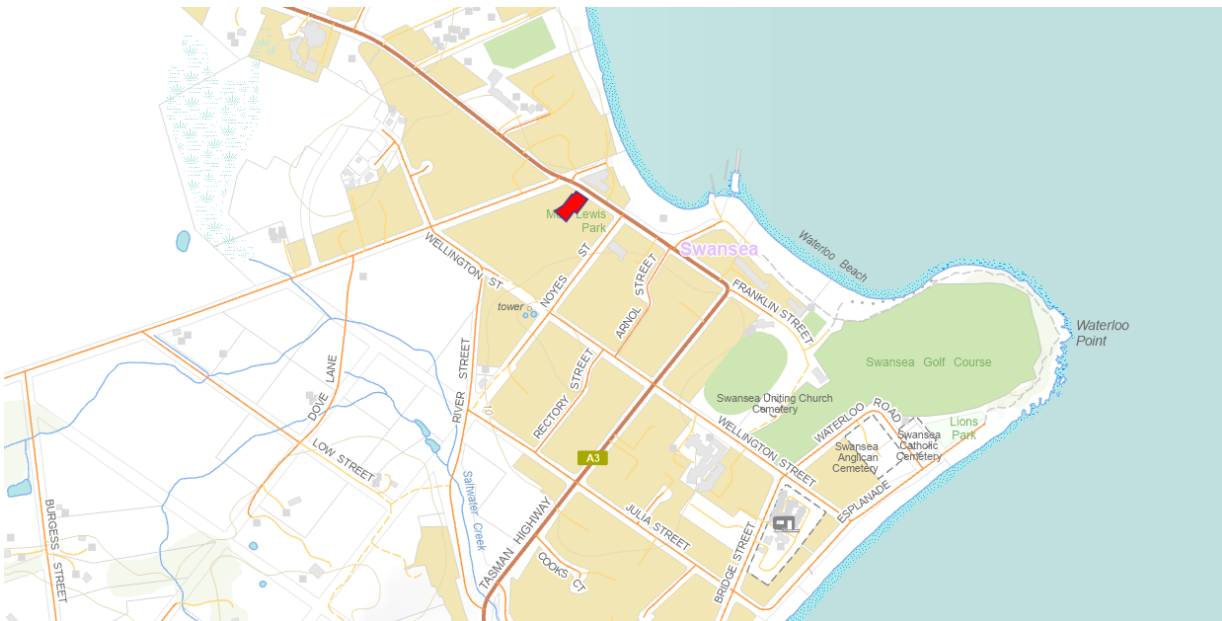 Lewis
Park
Swansea
Waterloo Beach
WELLINGTON ST
NOYES ST
ARNOL STREET
FRANKLIN STREET
tower
Waterloo
Point
Swansea Golf Course
RIVER STREET
DOVE LANE
RECTORY STREET
10
Swansea Uniting Church
Cemetery
WATERLOO ROAD
Lions
Park
Swansea
Catholic
Cemetery
Swansea
Anglican
Cemetery
WELLINGTON STREET
LOW STREET
A3
Saltwater Creek
ESPLANADE
JULIA STREET
BURGESS STREET
TASMAN HIGHWAY
COOKS CT
BRIDGE STREET